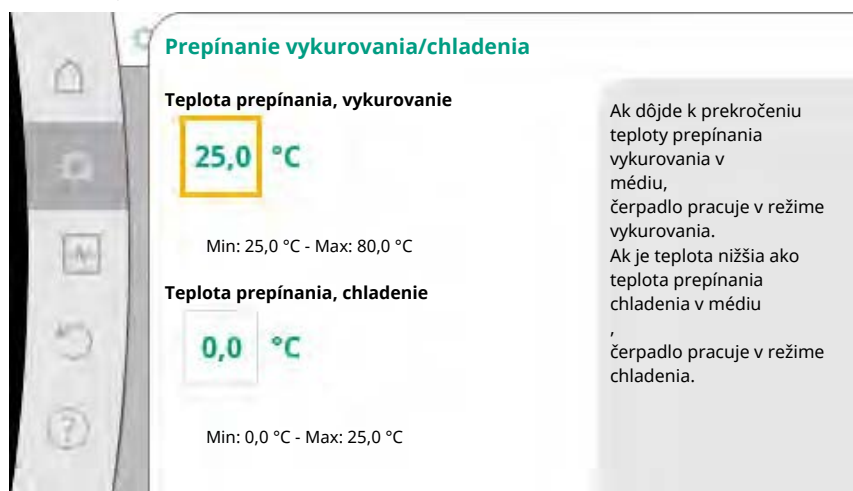 Prepínanie vykurovania/chladenia
Teplota prepínania, vykurovanie
25,0 °C
Min: 25,0 °C - Max: 80,0 °C
Teplota prepínania, chladenie
0,0 °C
Min: 0,0 °C - Max: 25,0 °C
Ak dôjde k prekročeniu
teploty prepínania
vykurovania v
médiu,
čerpadlo pracuje v režime
vykurovania.
Ak je teplota nižšia ako
teplota prepínania
chladenia v médiu
,
čerpadlo pracuje v režime
chladenia.